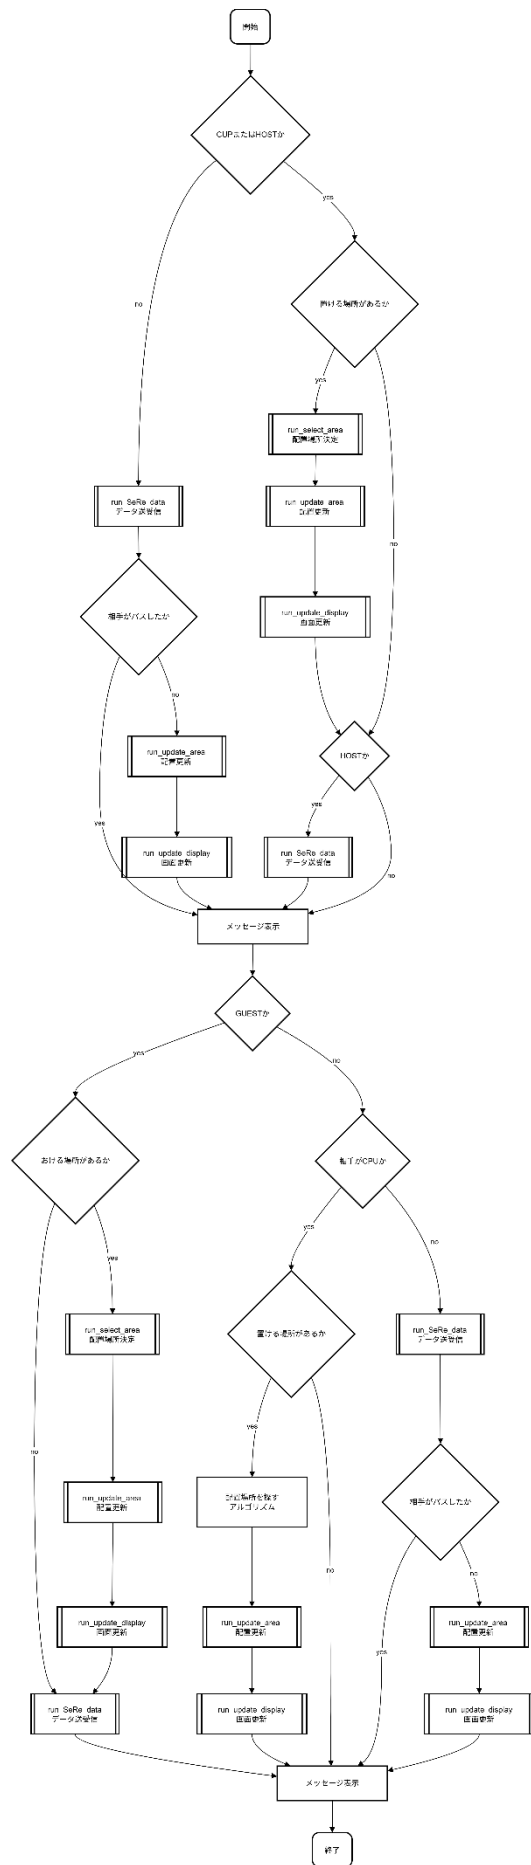 開始
CUPまたはHOSTか
yes
no
置ける場所があるか
yes
run_select_area
配置場所決定
run_SeRe_data
データ送受信
run_update_area
配置更新
no
run_update_display
画面更新
相手がパスしたか
no
run_update_area
配置更新
HOSTか
yes
yes
run_update_display
画面更新
run_SeRe_data
データ送受信
no
メッセージ表示
GUESTか
yes
no
おける場所があるか
相手がCPUか
yes
no
yes
run_select_area
配置場所決定
置ける場所があるか
run_SeRe_data
データ送受信
no
yes
run_update_area
配置更新
配置場所を探す
アルゴリズム
相手がパスしたか
no
no
run_update_display
画面更新
run_update_area
配置更新
run_update_area
配置更新
yes
run_SeRe_data
データ送受信
run_update_display
画面更新
run_update_display
画面更新
メッセージ表示
終了